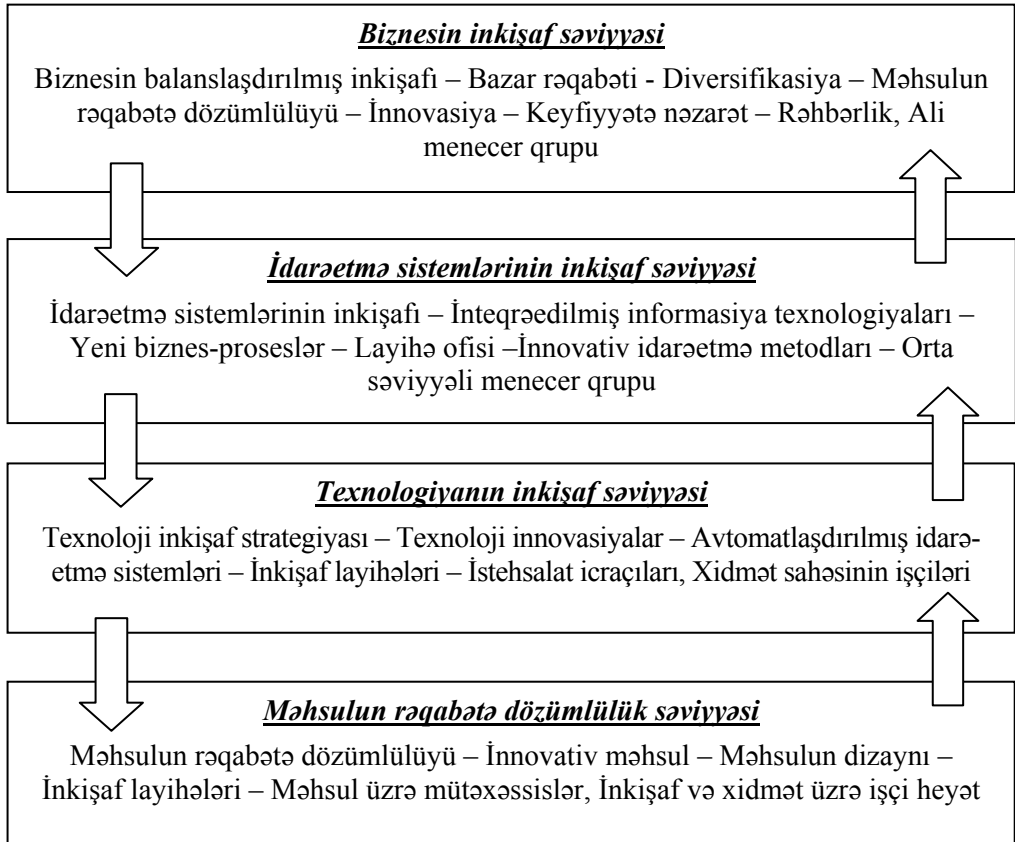 Biznesin inkişaf səviyyəsi
Biznesin balanslaşdırılmış inkişafı – Bazar rəqabəti - Diversifikasiya – Məhsulun
rəqabətə dözümlülüyü – İnnovasiya – Keyfiyyətə nəzarət – Rəhbərlik, Ali
menecer qrupu
İdarəetmə sistemlərinin inkişaf səviyyəsi
İdarəetmə sistemlərinin inkişafı – İnteqrəedilmiş informasiya texnologiyaları –
Yeni biznes-proseslər – Layihə ofisi –İnnovativ idarəetmə metodları – Orta
səviyyəli menecer qrupu
Texnologiyanın inkişaf səviyyəsi
Texnoloji inkişaf strategiyası – Texnoloji innovasiyalar – Avtomatlaşdırılmış idarə-
etmə sistemləri – İnkişaf layihələri – İstehsalat icraçıları, Xidmət sahəsinin işçiləri
Məhsulun rəqabətə dözümlülük səviyyəsi
Məhsulun rəqabətə dözümlülüyü – İnnovativ məhsul – Məhsulun dizaynı –
İnkişaf layihələri – Məhsul üzrə mütəxəssislər, İnkişaf və xidmət üzrə işçi heyət